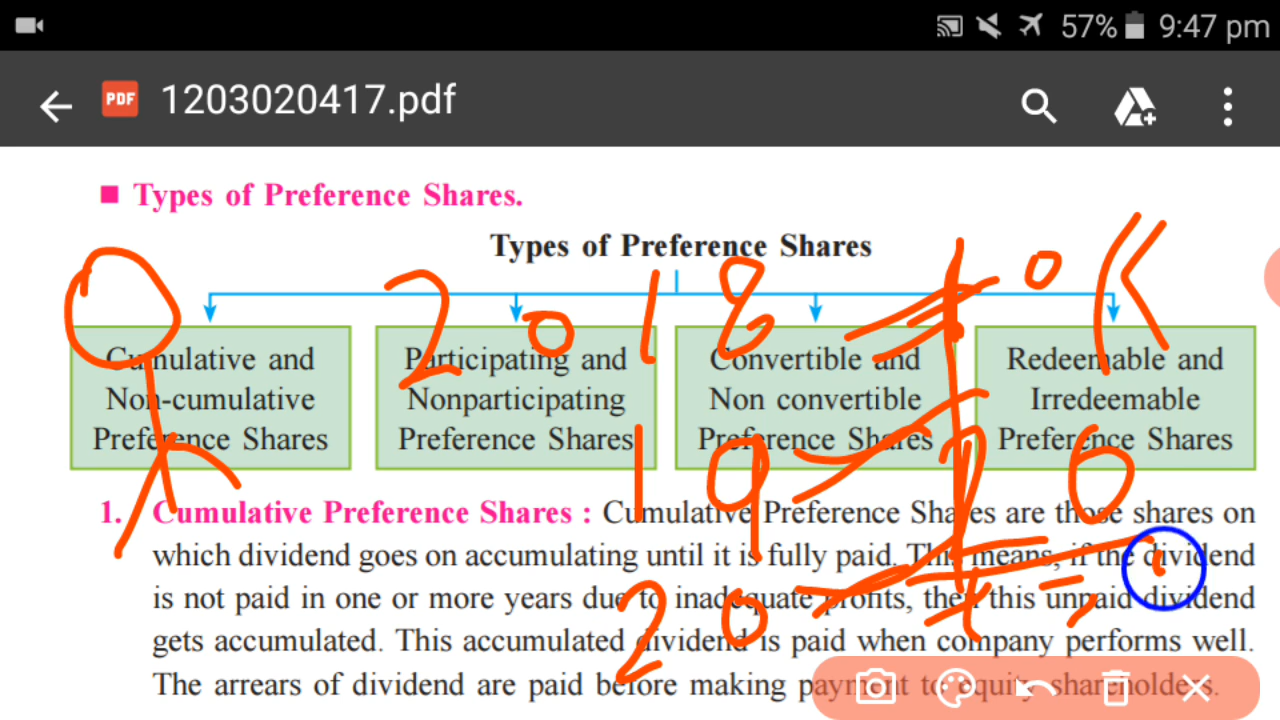 57% 9:47 pm
PDF 1203020417.pdf
Types of Preference Shares.
Types of Preference Shares
Cumulative and
Non-cumulative
Preference Shares
Participating and
Nonparticipating
Preference Shares
Convertible and
Non convertible
Preference Shares
Redeemable and
Irredeemable
Preference Shares
2018
19
20
1. Cumulative Preference Shares : Cumulative Preference Shares are those shares on
which dividend goes on accumulating until it is fully paid. This means, if the dividend
is not paid in one or more years due to inadequate profits, then this unpaid dividend
gets accumulated. This accumulated dividend is paid when company performs well.
The arrears of dividend are paid before making payment to equity shareholders.